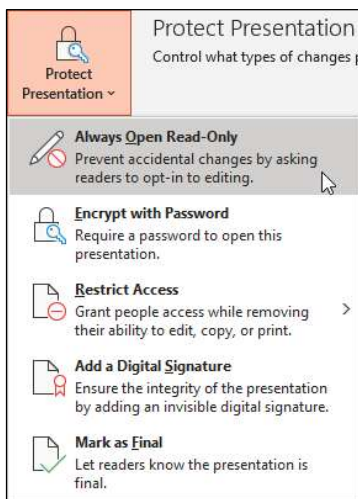 Protect Presentation
Control what types of changes
Protect
Presentation
Always Open Read-Only
Prevent accidental changes by asking
readers to opt-in to editing.
Encrypt with Password
Require a password to open this
presentation.
Restrict Access
Grant people access while removing
their ability to edit, copy, or print.
Add a Digital Signature
Ensure the integrity of the presentation
by adding an invisible digital signature.
Mark as Final
Let readers know the presentation is
final.